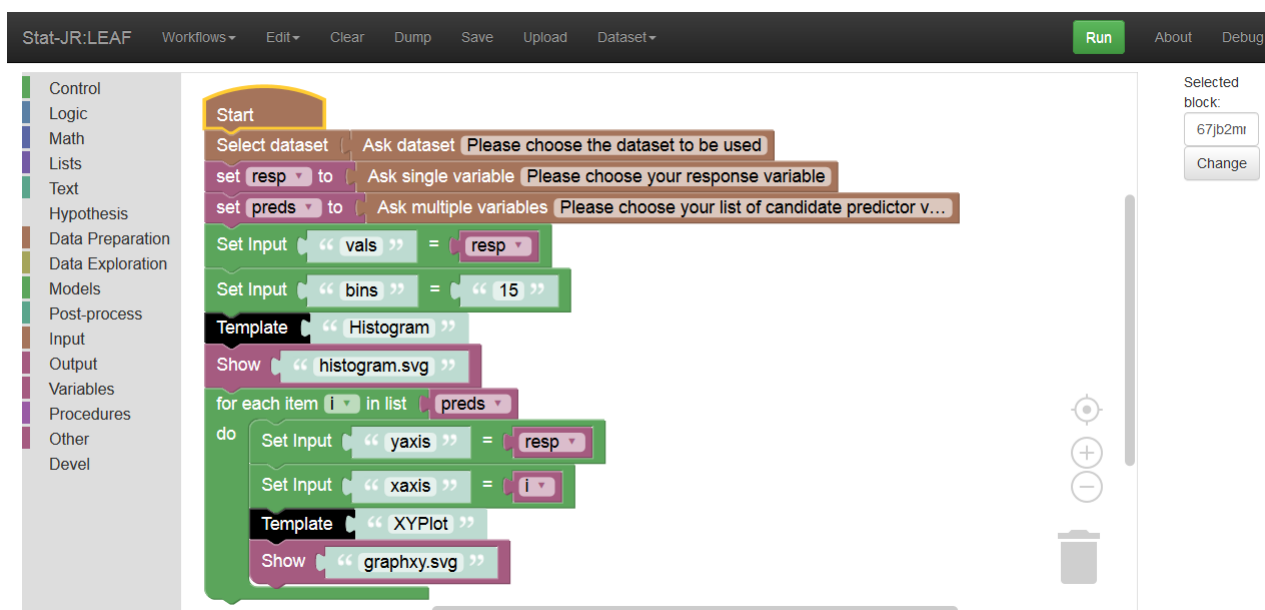 Stat-JR:LEAF Workflows Edit Clear Dump Save Upload Dataset Run About Debug
Control
Logic
Math
Lists
Text
Hypothesis
Data Preparation
Data Exploration
Models
Post-process
Input
Output
Variables
Procedures
Other
Devel
Start
Select dataset Ask dataset Please choose the dataset to be used
set resp to Ask single variable Please choose your response variable
set preds to Ask multiple variables Please choose your list of candidate predictor v...
Set Input “ vals ” = resp
Set Input “ bins ” = “ 15 ”
Template “ Histogram ”
Show “ histogram.svg ”
for each item i in list preds
do Set Input “ yaxis ” = resp
Set Input “ xaxis ” = i
Template “ XYPlot ”
Show “ graphxy.svg ”
Selected
block:
Change